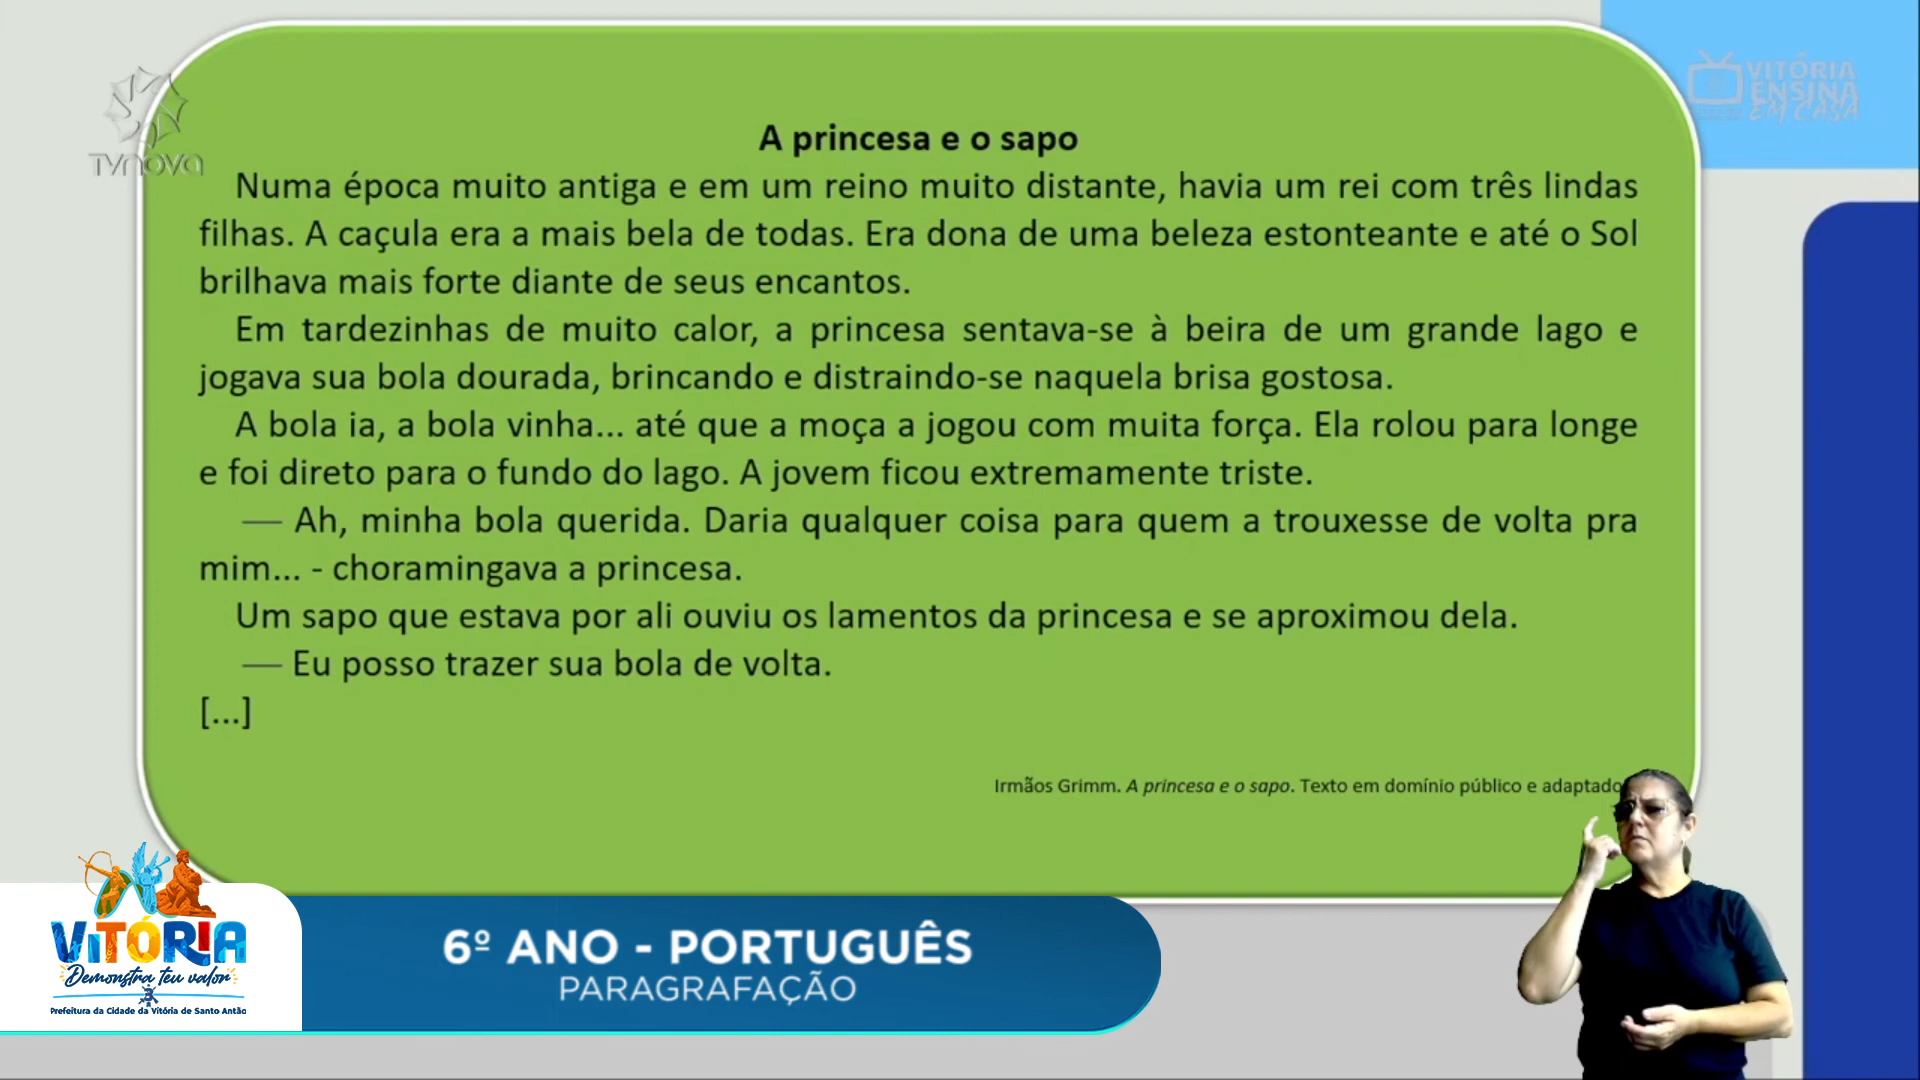 A princesa e o sapo
Numa época muito antiga e em um reino muito distante, havia um rei com três lindas
filhas. A caçula era a mais bela de todas. Era dona de uma beleza estonteante e até o Sol
brilhava mais forte diante de seus encantos.
Em tardezinhas de muito calor, a princesa sentava-se à beira de um grande lago e
jogava sua bola dourada, brincando e distraindo-se naquela brisa gostosa.
A bola ia, a bola vinha... até que a moça a jogou com muita força. Ela rolou para longe
e foi direto para o fundo do lago. A jovem ficou extremamente triste.
— Ah, minha bola querida. Daria qualquer coisa para quem a trouxesse de volta pra
mim... - choramingava a princesa.
Um sapo que estava por ali ouviu os lamentos da princesa e se aproximou dela.
— Eu posso trazer sua bola de volta.
[...]
Irmãos Grimm. A princesa e o sapo. Texto em domínio público e adaptado
TVNOVA
VITÓRIA
ENSINA
EM CASA
VITÓRIA
Demonstra teu valor
Prefeitura da Cidade da Vitória de Santo Antão
6º ANO - PORTUGUÊS
PARAGRAFAÇÃO